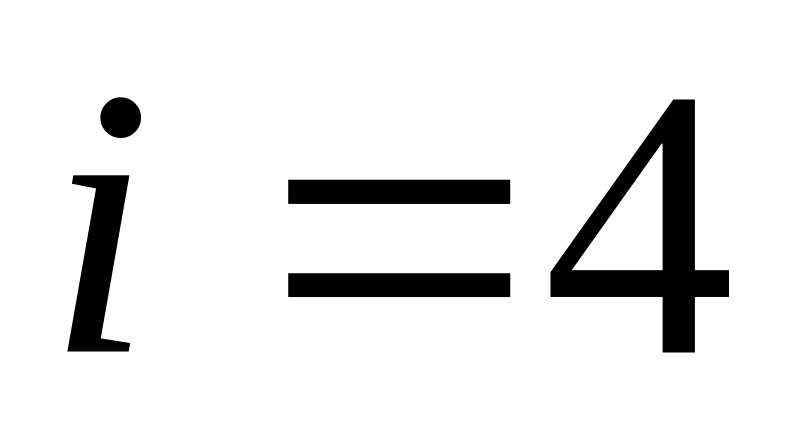 i = 4